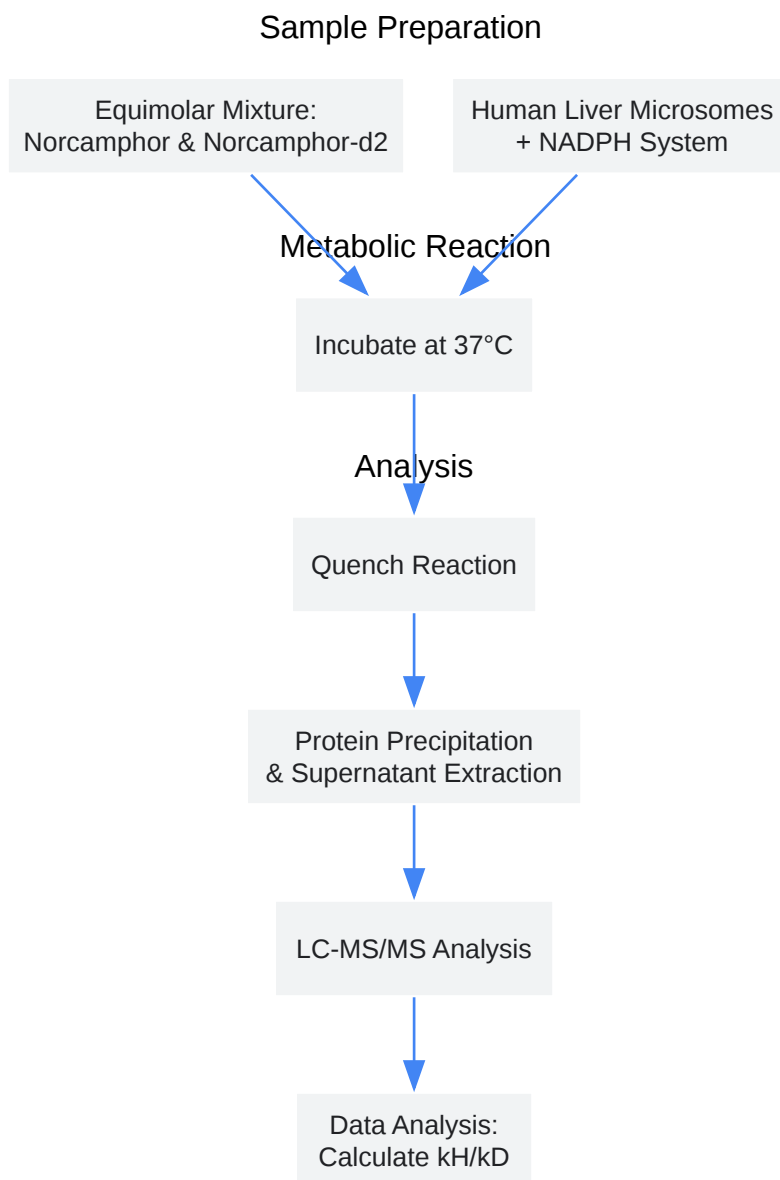 Sample Preparation
Equimolar Mixture:
Norcamphor & Norcamphor-d2
Human Liver Microsomes
+ NADPH System
Metabolic Reaction
Incubate at 37°C
Analysis
Quench Reaction
Protein Precipitation
& Supernatant Extraction
LC-MS/MS Analysis
Data Analysis:
Calculate kH/kD